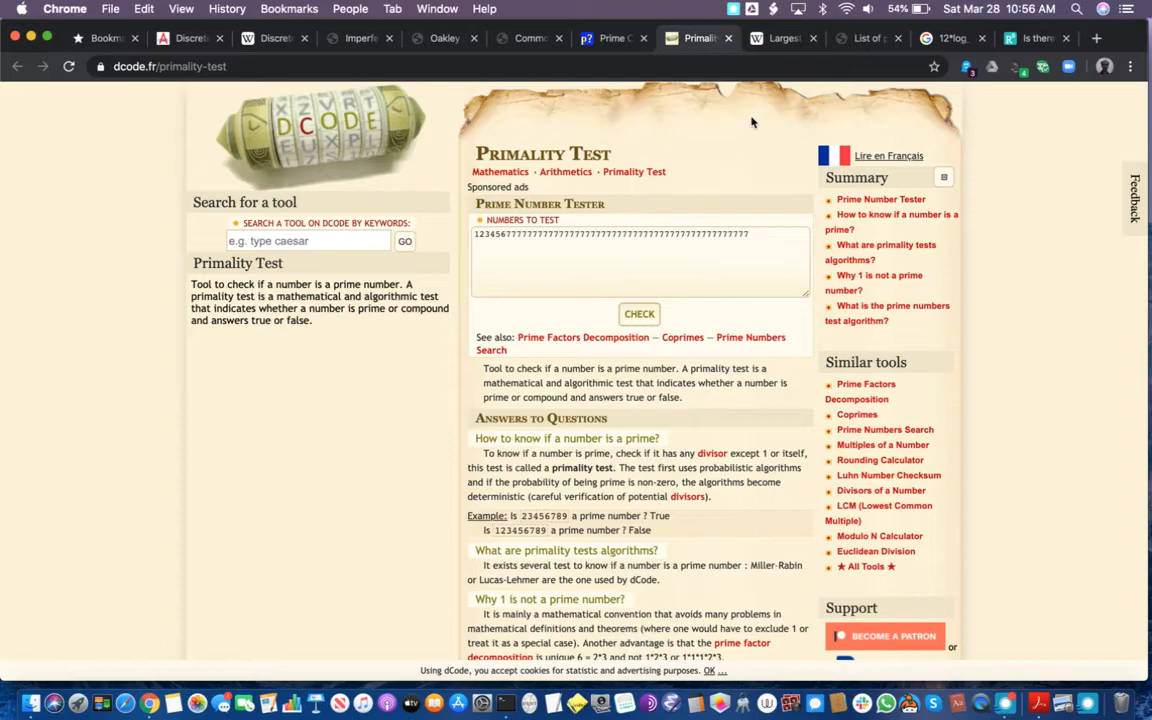 Chrome File Edit View History Bookmarks People Tab Window Help 54% Sat Mar 28 10:56 AM
Bookma Discret Discret Imperfe Oakley Commo Prime C Primali Largest List of p 12*log_ Is there
dcode.fr/primality-test
DCODE
Lire en Français
PRIMALITY TEST
Mathematics · Arithmetics · Primality Test
Sponsored ads
Summary
Search for a tool
PRIME NUMBER TESTER
Prime Number Tester
SEARCH A TOOL ON DCODE BY KEYWORDS:
NUMBERS TO TEST
How to know if a number is a
prime?
e.g. type caesar GO
What are primality tests
algorithms?
Primality Test
Why 1 is not a prime
number?
Tool to check if a number is a prime number. A
primality test is a mathematical and algorithmic test
that indicates whether a number is prime or compound
and answers true or false.
What is the prime numbers
test algorithm?
CHECK
See also: Prime Factors Decomposition — Coprimes — Prime Numbers
Search
Tool to check if a number is a prime number. A primality test is a
mathematical and algorithmic test that indicates whether a number is
prime or compound and answers true or false.
Similar tools
Prime Factors
Decomposition
Coprimes
Prime Numbers Search
Multiples of a Number
Rounding Calculator
Luhn Number Checksum
Divisors of a Number
LCM (Lowest Common
Multiple)
Modulo N Calculator
Euclidean Division
★ All Tools ★
ANSWERS TO QUESTIONS
How to know if a number is a prime?
To know if a number is prime, check if it has any divisor except 1 or itself,
this test is called a primality test. The test first uses probabilistic algorithms
and if the probability of being prime is non-zero, the algorithms become
deterministic (careful verification of potential divisors).
Example: Is 23456789 a prime number ? True
Is 123456789 a prime number ? False
What are primality tests algorithms?
It exists several test to know if a number is a prime number : Miller-Rabin
or Lucas-Lehmer are the one used by dCode.
Why 1 is not a prime number?
It is mainly a mathematical convention that avoids many problems in
mathematical definitions and theorems (where one would have to exclude 1 or
treat it as a special case). Another advantage is that the prime factor
decomposition is unique 6 = 2*3 and not 1*2*3 or 1*1*1*2*3.
Support
BECOME A PATRON or
Feedback
Using dCode, you accept cookies for statistic and advertising purposes. OK ...